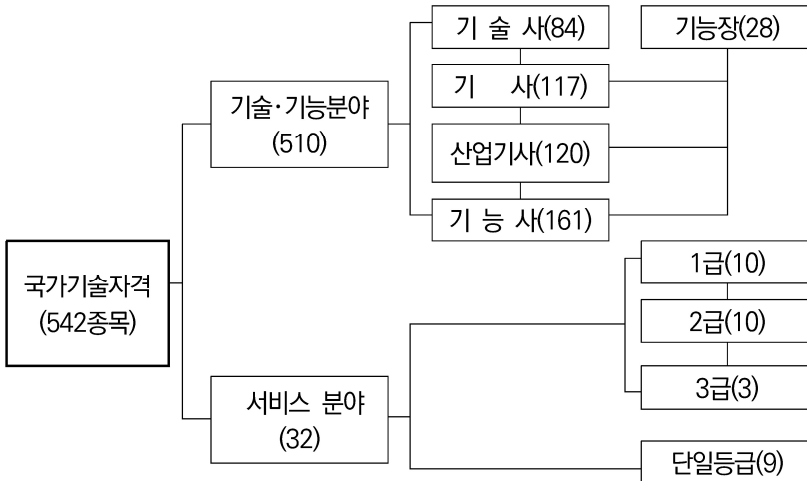 국가기술자격
(542종목)
기술·기능분야
(510)
기 술 사(84)
기 사(117)
산업기사(120)
기 능 사(161)
기능장(28)
서비스 분야
(32)
1급(10)
2급(10)
3급(3)
단일등급(9)